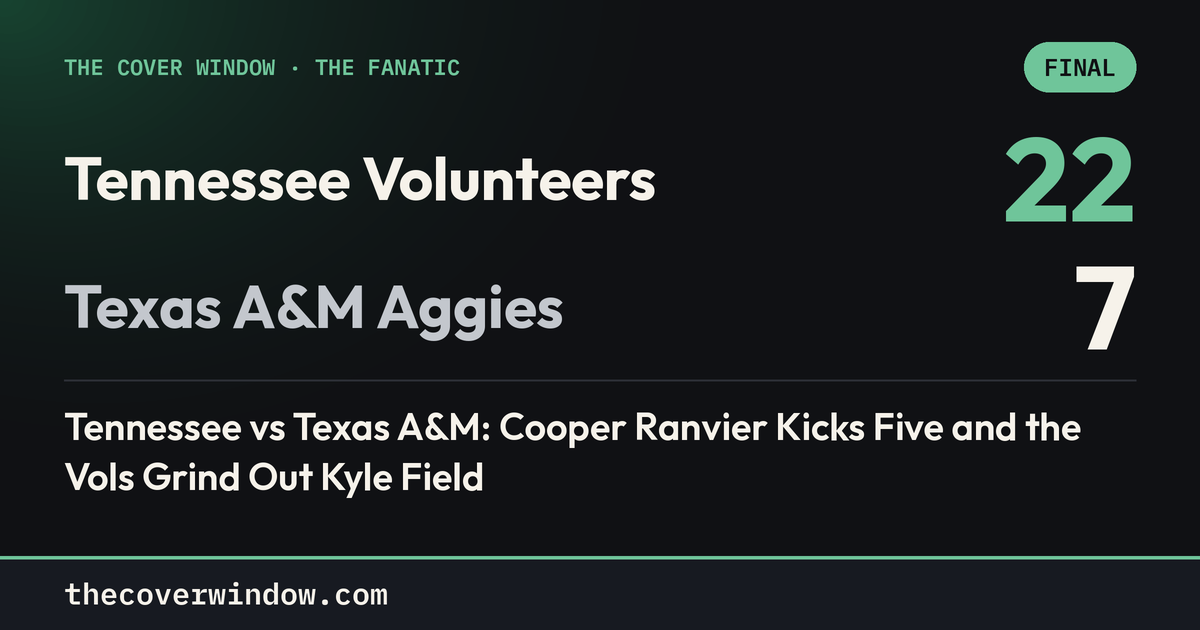 THE COVER WINDOW · THE FANATIC
FINAL
Tennessee Volunteers 22
Texas A&M Aggies 7
Tennessee vs Texas A&M: Cooper Ranvier Kicks Five and the
Vols Grind Out Kyle Field
thecoverwindow.com